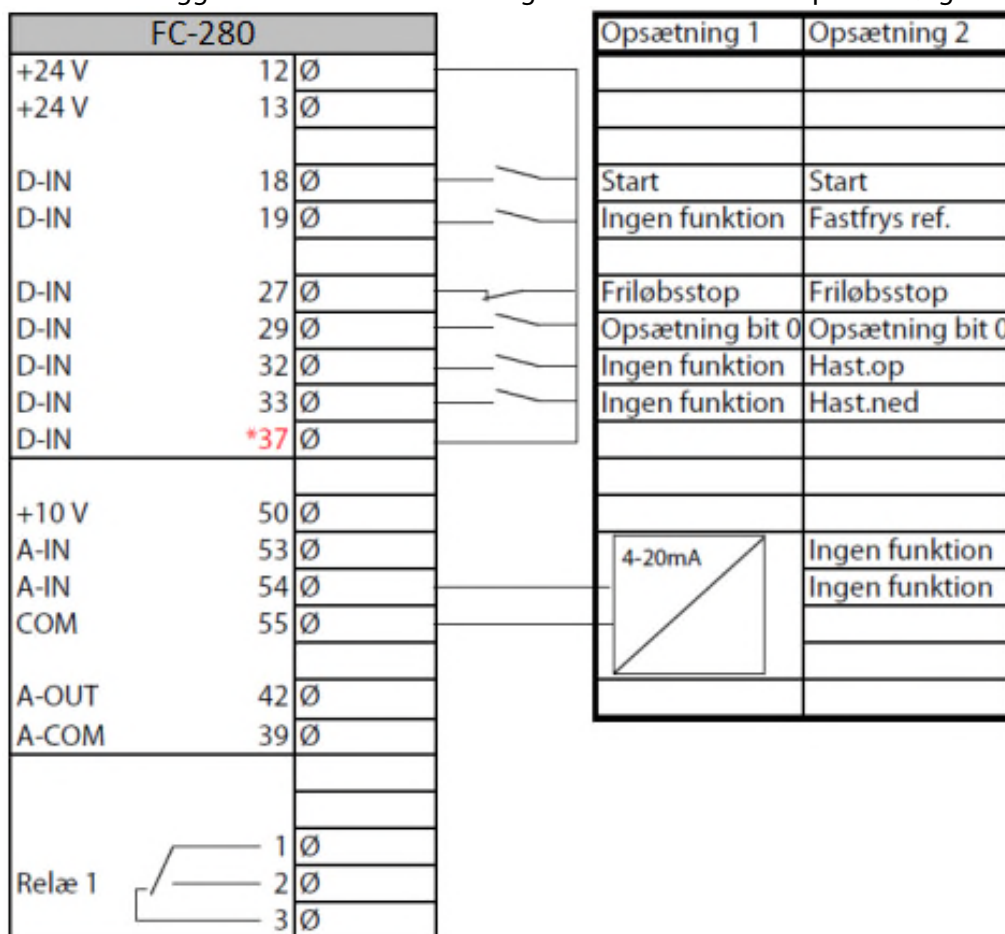 FC-280 Opsætning 1 Opsætning 2
+24 V 12 Ø
+24 V 13 Ø
D-IN 18 Ø Start Start
D-IN 19 Ø Ingen funktion Fastfrys ref.
D-IN 27 Ø Friløbsstop Friløbsstop
D-IN 29 Ø Opsætning bit 0 Opsætning bit 0
D-IN 32 Ø Ingen funktion Hast.op
D-IN 33 Ø Ingen funktion Hast.ned
D-IN *37 Ø
+10 V 50 Ø
A-IN 53 Ø 4-20mA Ingen funktion
A-IN 54 Ø Ingen funktion
COM 55 Ø
A-OUT 42 Ø
A-COM 39 Ø
1 Ø
Relæ 1 2 Ø
3 Ø